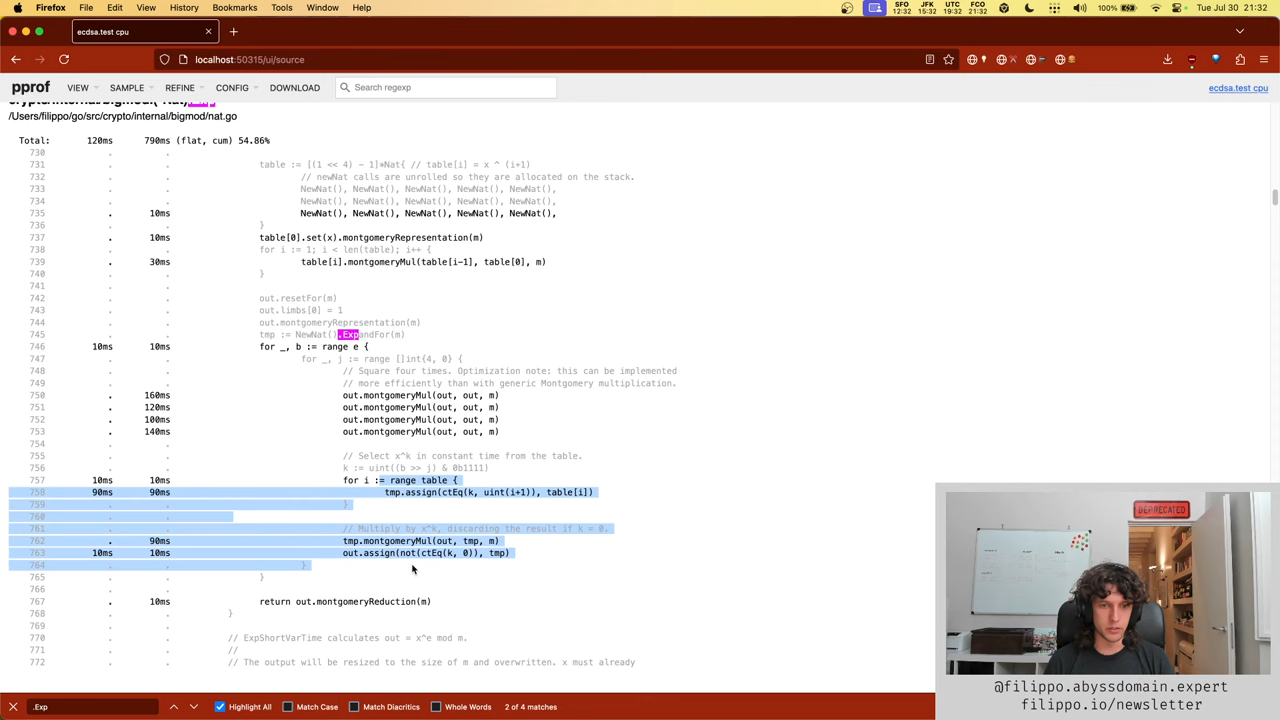 Firefox File Edit View History Bookmarks Tools Window Help
SFO JFK UTC FCO
12:32 15:32 19:32 21:32
100%
Tue Jul 30 21:32
ecdsa.test cpu
localhost:50315/ui/source
pprof VIEW SAMPLE REFINE CONFIG DOWNLOAD Search regexp ecdsa.test cpu
/Users/filippo/go/src/crypto/internal/bigmod/nat.go
Total: 120ms 790ms (flat, cum) 54.86%
730 . .
731 . . table := [(1 << 4) - 1]*Nat{ // table[i] = x ^ (i+1)
732 . . // newNat calls are unrolled so they are allocated on the stack.
733 . . NewNat(), NewNat(), NewNat(), NewNat(), NewNat(),
734 . . NewNat(), NewNat(), NewNat(), NewNat(), NewNat(),
735 . 10ms NewNat(), NewNat(), NewNat(), NewNat(), NewNat(),
736 . . }
737 . 10ms table[0].set(x).montgomeryRepresentation(m)
738 . . for i := 1; i < len(table); i++ {
739 . 30ms table[i].montgomeryMul(table[i-1], table[0], m)
740 . . }
741 . .
742 . . out.resetFor(m)
743 . . out.limbs[0] = 1
744 . . out.montgomeryRepresentation(m)
745 . . tmp := NewNat().ExpandFor(m)
746 10ms 10ms for _, b := range e {
747 . . for _, j := range []int{4, 0} {
748 . . // Square four times. Optimization note: this can be implemented
749 . . // more efficiently than with generic Montgomery multiplication.
750 . 160ms out.montgomeryMul(out, out, m)
751 . 120ms out.montgomeryMul(out, out, m)
752 . 100ms out.montgomeryMul(out, out, m)
753 . 140ms out.montgomeryMul(out, out, m)
754 . .
755 . . // Select x^k in constant time from the table.
756 . . k := uint((b >> j) & 0b1111)
757 10ms 10ms for i := range table {
758 90ms 90ms tmp.assign(ctEq(k, uint(i+1)), table[i])
759 . . }
760 . .
761 . . // Multiply by x^k, discarding the result if k = 0.
762 . 90ms tmp.montgomeryMul(out, tmp, m)
763 10ms 10ms out.assign(not(ctEq(k, 0)), tmp)
764 . . }
765 . . }
766 . .
767 . 10ms return out.montgomeryReduction(m)
768 . . }
769 . .
770 . . // ExpShortVarTime calculates out = x^e mod m.
771 . . //
772 . . // The output will be resized to the size of m and overwritten. x must already
DEPRECATED
@filippo.abyssdomain.expert
filippo.io/newsletter
.Exp Highlight All Match Case Match Diacritics Whole Words 2 of 4 matches